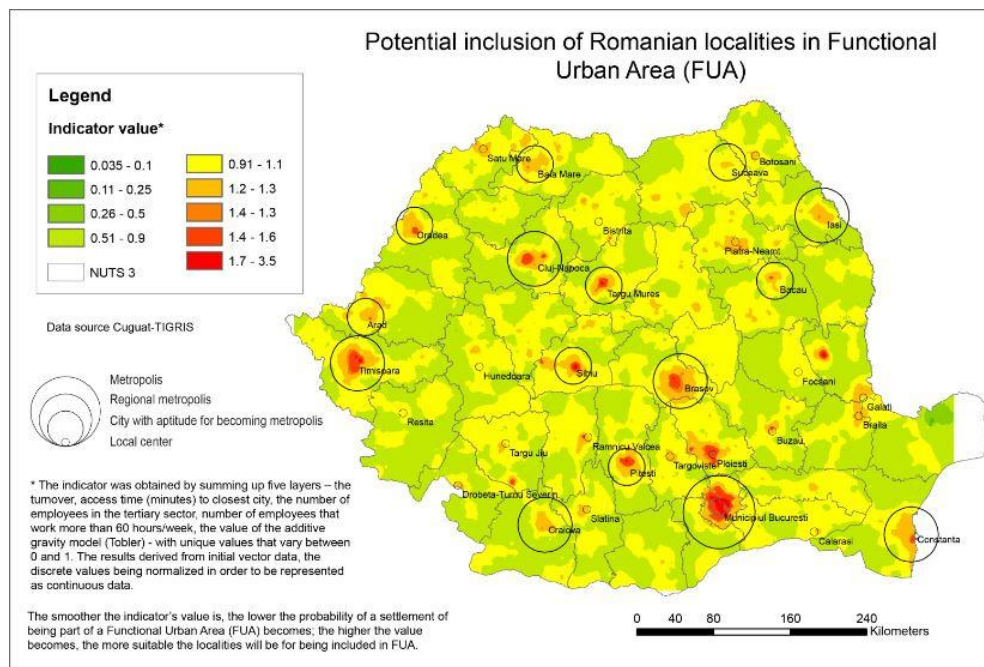 Potential inclusion of Romanian localities in Functional
Urban Area (FUA)
Legend
Indicator value*
0.035 - 0.1
0.11 - 0.25
0.26 - 0.5
0.51 - 0.9
NUTS 3
0.91 - 1.1
1.2 - 1.3
1.4 - 1.3
1.4 - 1.6
1.7 - 3.5
Data source Cuguat-TIGRIS
Metropolis
Regional metropolis
City with aptitude for becoming metropolis
Local center
* The indicator was obtained by summing up five layers – the
turnover, access time (minutes) to closest city, the number of
employees in the tertiary sector, number of employees that
work more than 60 hours/week, the value of the additive
gravity model (Tobler) - with unique values that vary between
0 and 1. The results derived from initial vector data, the
discrete values being normalized in order to be represented
as continuous data.
The smoother the indicator's value is, the lower the probability of a settlement of
being part of a Functional Urban Area (FUA) becomes; the higher the value
becomes, the more suitable the localities will be for being included in FUA.
Satu Mare
Baia Mare
Suceava
Botosani
Oradea
Bistrita
Iasi
Piatra-Neamt
Cluj-Napoca
Targu Mures
Bacau
Arad
Timisoara
Hunedoara
Sibiu
Brasov
Focsani
Resita
Galati
Braila
Targu Jiu
Ramnicu Valcea
Buzau
Pitesti
Targoviste
Ploiesti
Drobeta-Turnu Severin
Craiova
Slatina
Municipiul Bucuresti
Calarasi
Constanta
0 40 80 160 240
Kilometers